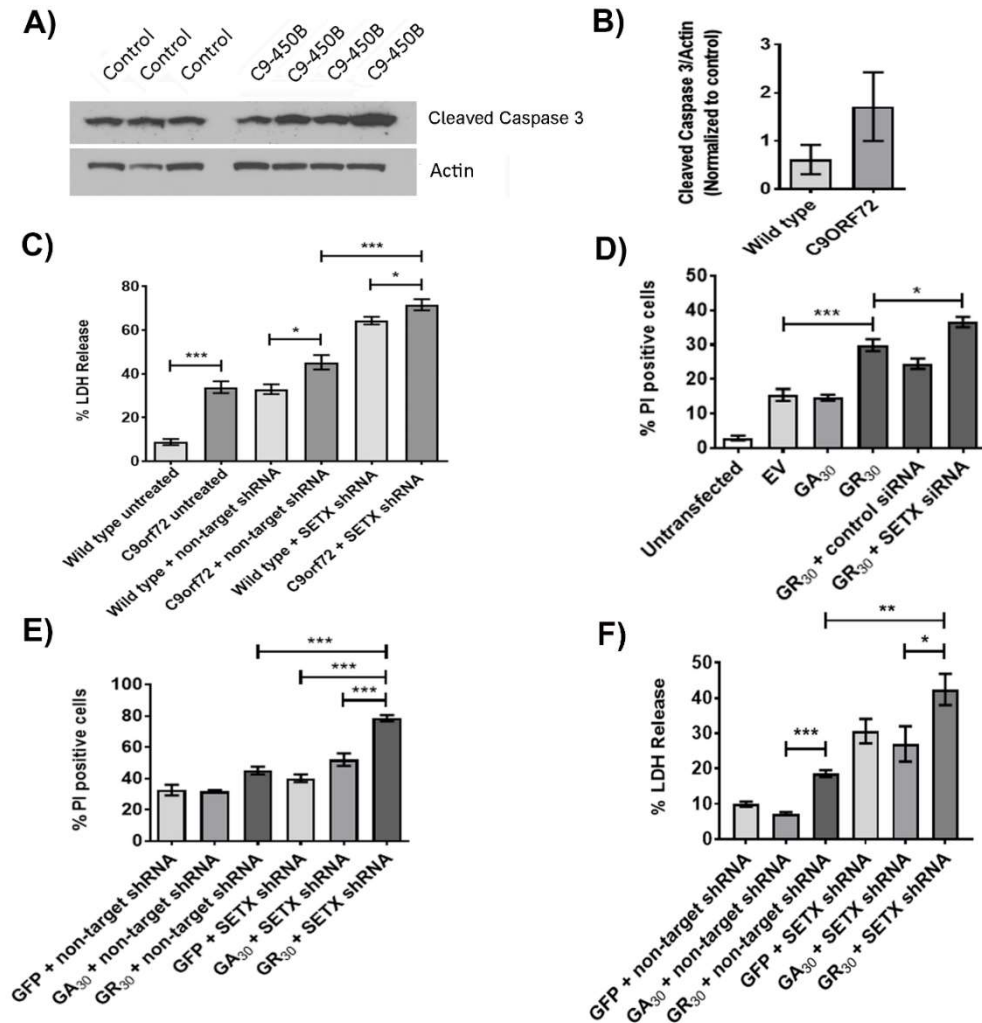 A)
Control
Control
Control
C9-450B
C9-450B
C9-450B
C9-450B
Cleaved Caspase 3
Actin
B)
Cleaved Caspase 3/Actin
(Normalized to control)
3
2
1
0
Wild type
C9ORF72
C)
% LDH Release
80
60
40
20
0
***
*
***
*
Wild type untreated
C9orf72 untreated
Wild type + non-target shRNA
C9orf72 + non-target shRNA
Wild type + SETX shRNA
C9orf72 + SETX shRNA
D)
% PI positive cells
50
40
30
20
10
0
***
*
Untransfected
EV
GA30
GR30
GR30 + control siRNA
GR30 + SETX siRNA
E)
% PI positive cells
100
80
60
40
20
0
***
***
***
GFP + non-target shRNA
GA30 + non-target shRNA
GR30 + non-target shRNA
GFP + SETX shRNA
GA30 + SETX shRNA
GR30 + SETX shRNA
F)
% LDH Release
50
40
30
20
10
0
***
**
*
GFP + non-target shRNA
GA30 + non-target shRNA
GR30 + non-target shRNA
GFP + SETX shRNA
GA30 + SETX shRNA
GR30 + SETX shRNA